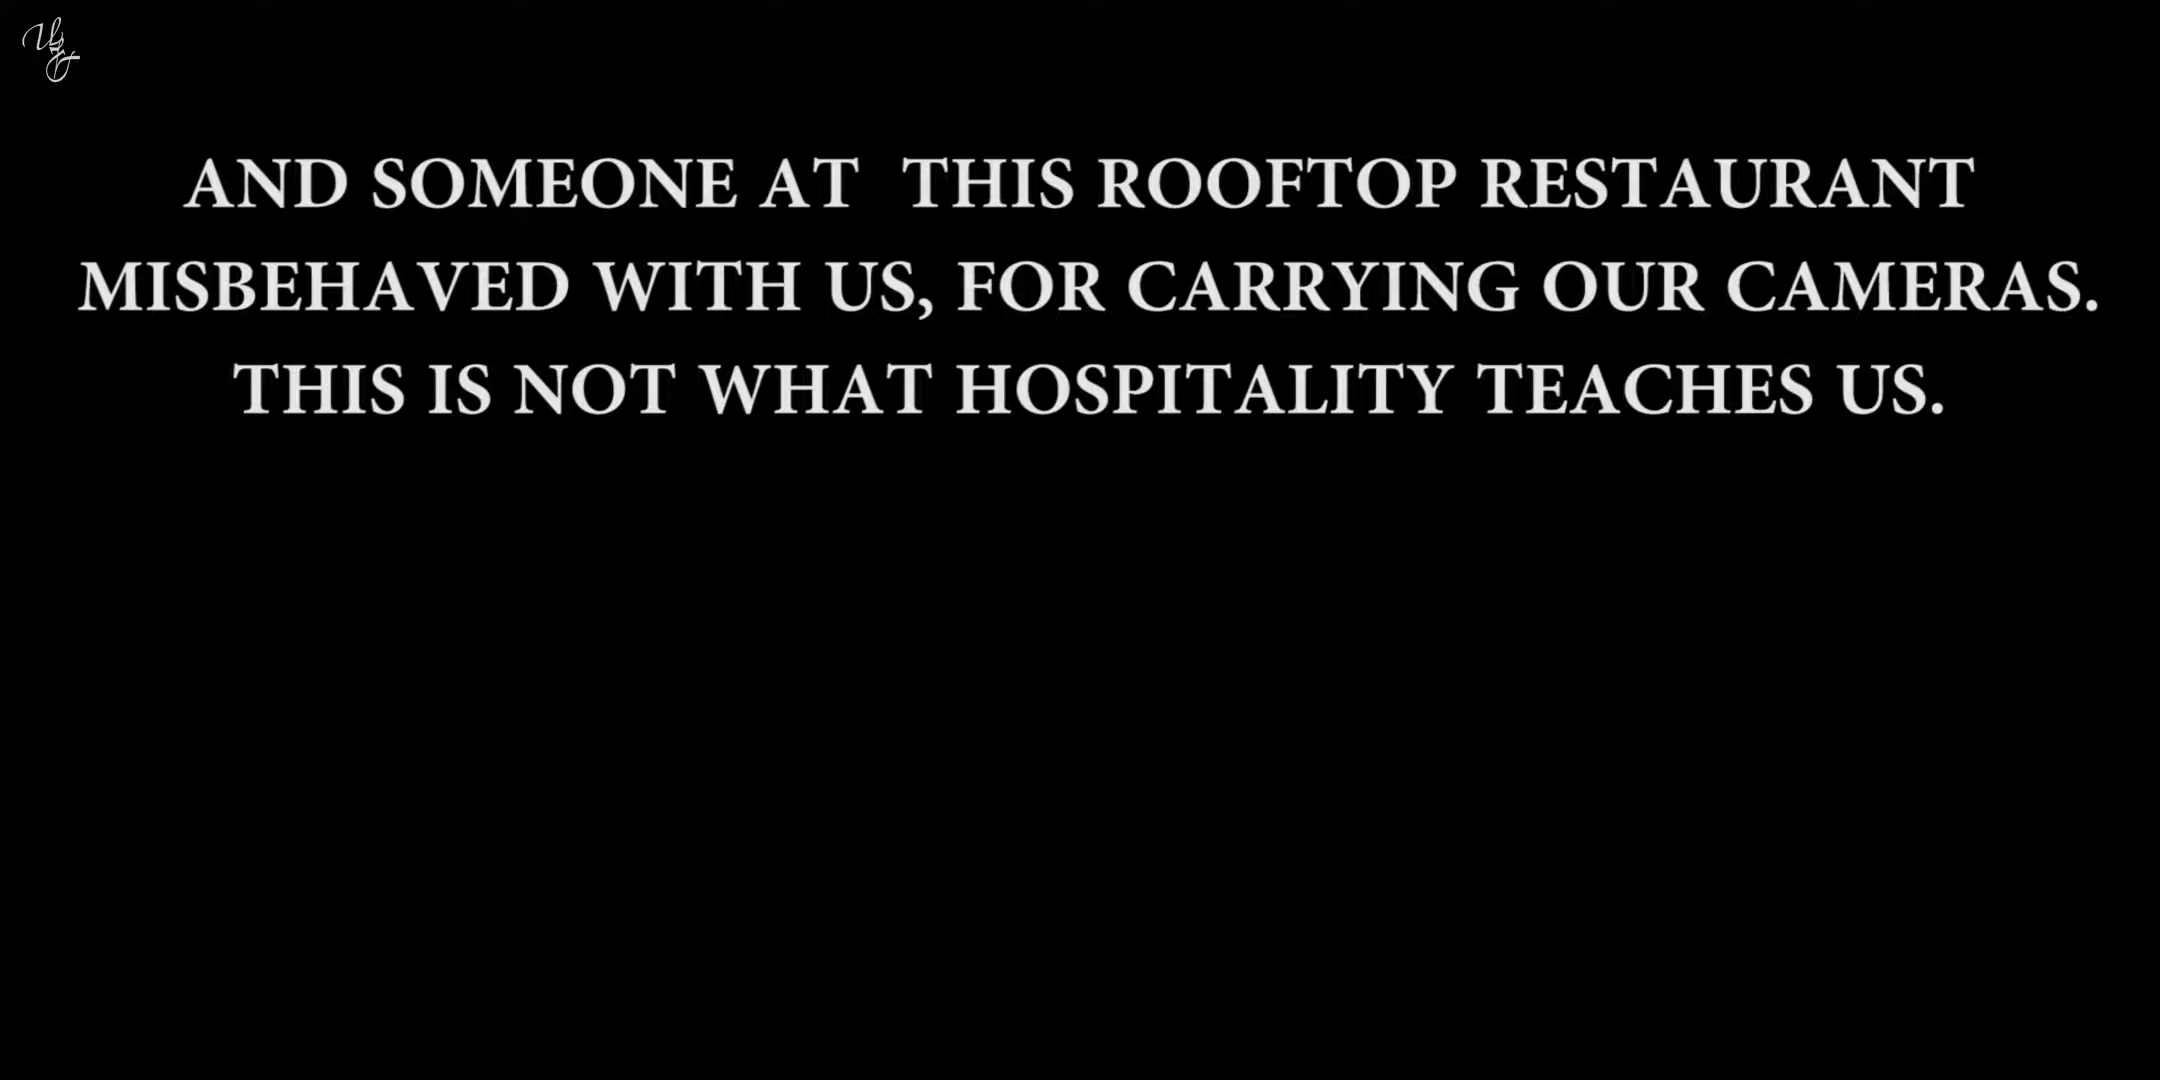 AND SOMEONE AT  THIS ROOFTOP RESTAURANT
MISBEHAVED WITH US, FOR CARRYING OUR CAMERAS.
THIS IS NOT WHAT HOSPITALITY TEACHES US.